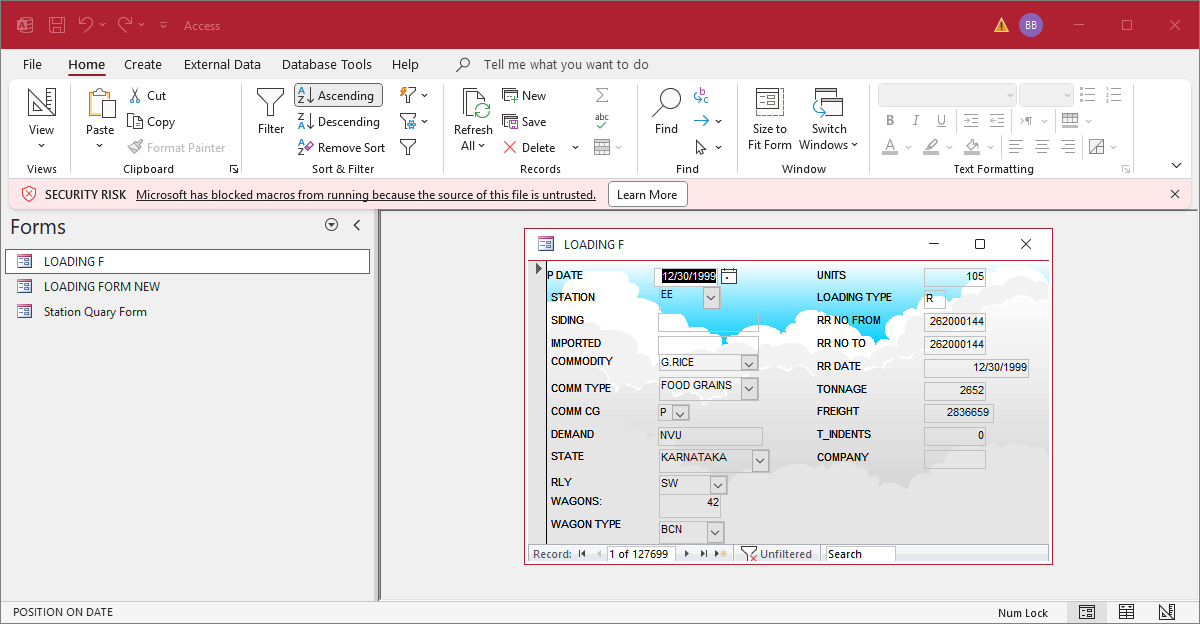 Access
BB
File Home Create External Data Database Tools Help Tell me what you want to do
View
Views
Paste
Cut
Copy
Format Painter
Clipboard
Filter
Ascending
Descending
Remove Sort
Sort & Filter
Refresh
All
New
Save
Delete
Records
Find
Find
Size to
Fit Form
Switch
Windows
Window
Text Formatting
SECURITY RISK Microsoft has blocked macros from running because the source of this file is untrusted. Learn More
Forms
LOADING F
LOADING FORM NEW
Station Quary Form
LOADING F
P DATE 12/30/1999
STATION EE
SIDING
IMPORTED
COMMODITY G.RICE
COMM TYPE FOOD GRAINS
COMM CG P
DEMAND NVU
STATE KARNATAKA
RLY SW
WAGONS: 42
WAGON TYPE BCN
UNITS 105
LOADING TYPE R
RR NO FROM 262000144
RR NO TO 262000144
RR DATE 12/30/1999
TONNAGE 2652
FREIGHT 2836659
T_INDENTS 0
COMPANY
Record: 1 of 127699 Unfiltered Search
POSITION ON DATE Num Lock